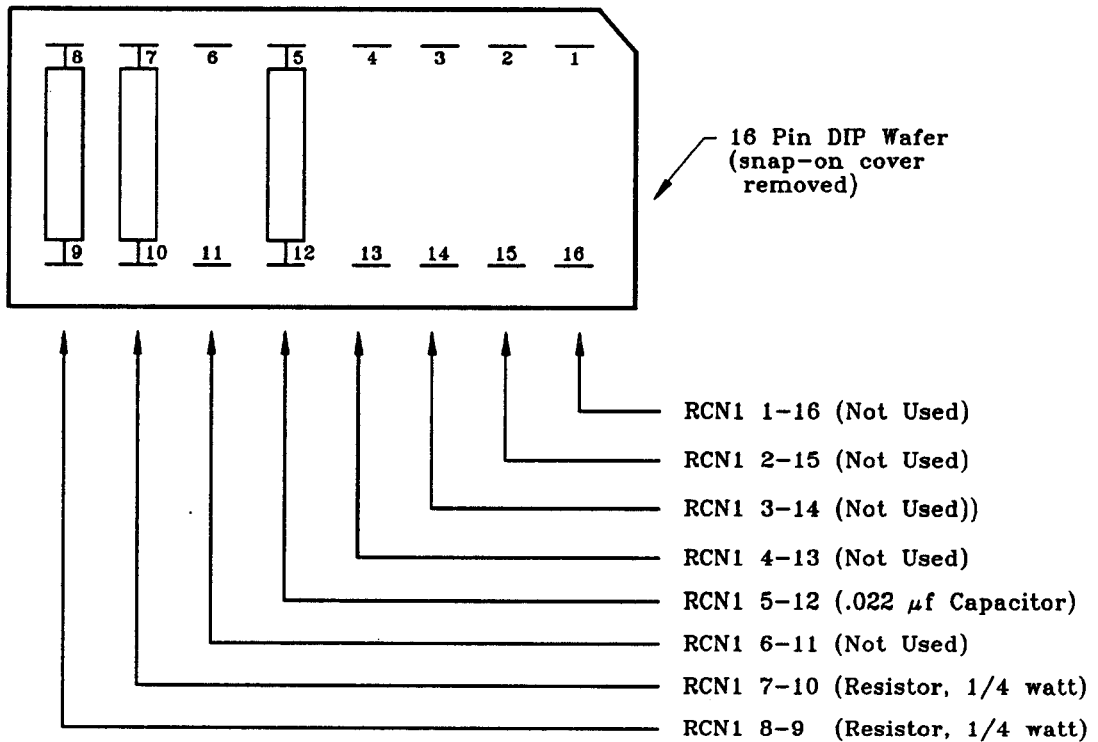 8 7 6 5 4 3 2 1
16 Pin DIP Wafer
(snap-on cover
removed)
9 10 11 12 13 14 15 16
RCN1 1-16 (Not Used)
RCN1 2-15 (Not Used)
RCN1 3-14 (Not Used))
RCN1 4-13 (Not Used)
RCN1 5-12 (.022 μf Capacitor)
RCN1 6-11 (Not Used)
RCN1 7-10 (Resistor, 1/4 watt)
RCN1 8-9 (Resistor, 1/4 watt)